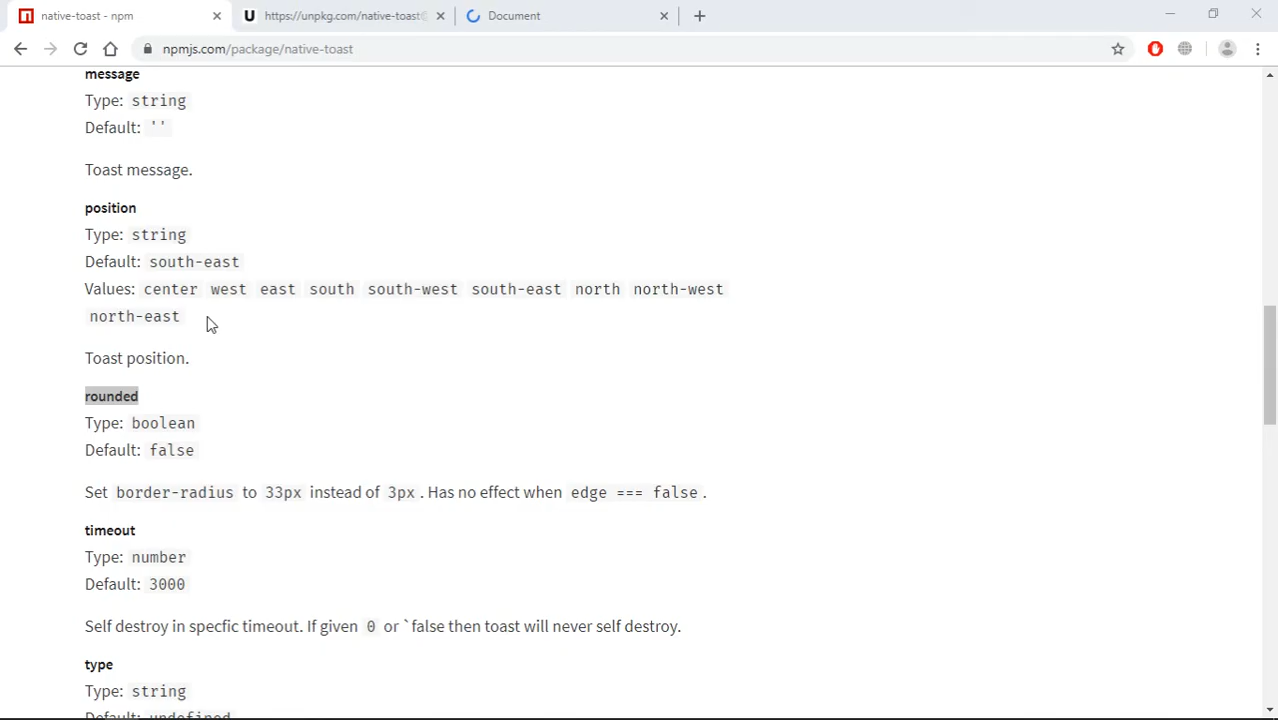 native-toast - npm
https://unpkg.com/native-toast@
Document
npmjs.com/package/native-toast
message
Type: string
Default: ''
Toast message.
position
Type: string
Default: south-east
Values: center west east south south-west south-east north north-west
north-east
Toast position.
rounded
Type: boolean
Default: false
Set border-radius to 33px instead of 3px. Has no effect when edge === false.
timeout
Type: number
Default: 3000
Self destroy in specfic timeout. If given 0 or `false then toast will never self destroy.
type
Type: string
Default: undefined